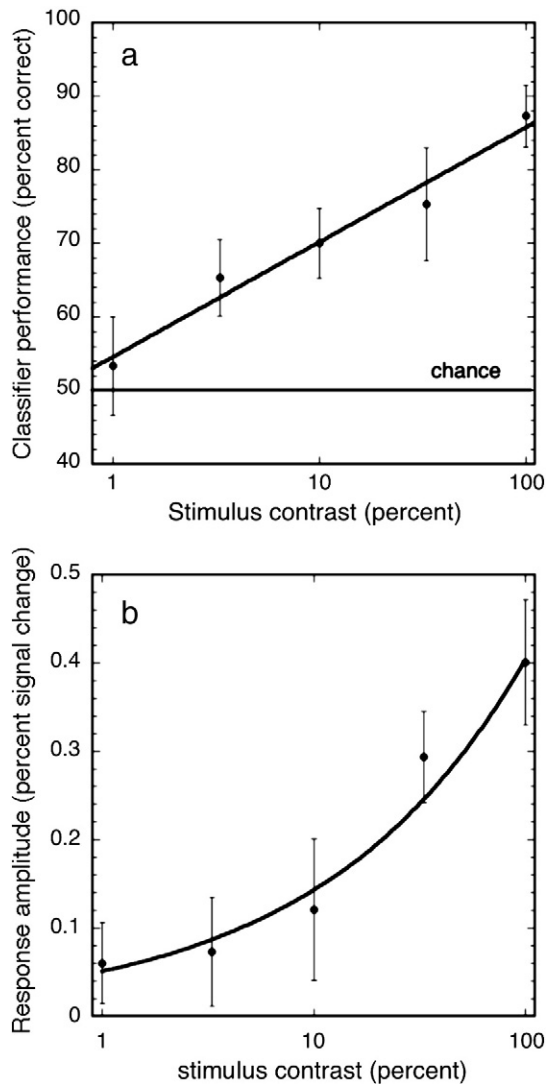 a
Classifier performance (percent correct)
100
90
80
70
60
50
40
chance
1
10
100
Stimulus contrast (percent)
b
Response amplitude (percent signal change)
0.5
0.4
0.3
0.2
0.1
0
1
10
100
stimulus contrast (percent)